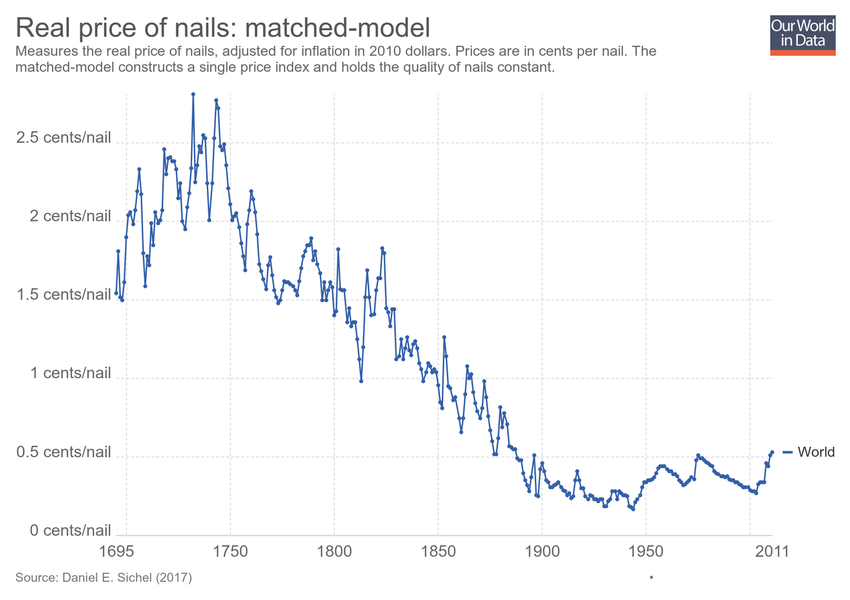 Real price of nails: matched-model
Our World
in Data
Measures the real price of nails, adjusted for inflation in 2010 dollars. Prices are in cents per nail. The
matched-model constructs a single price index and holds the quality of nails constant.
2.5 cents/nail
2 cents/nail
1.5 cents/nail
1 cents/nail
0.5 cents/nail
World
0 cents/nail
1695 1750 1800 1850 1900 1950 2011
Source: Daniel E. Sichel (2017)